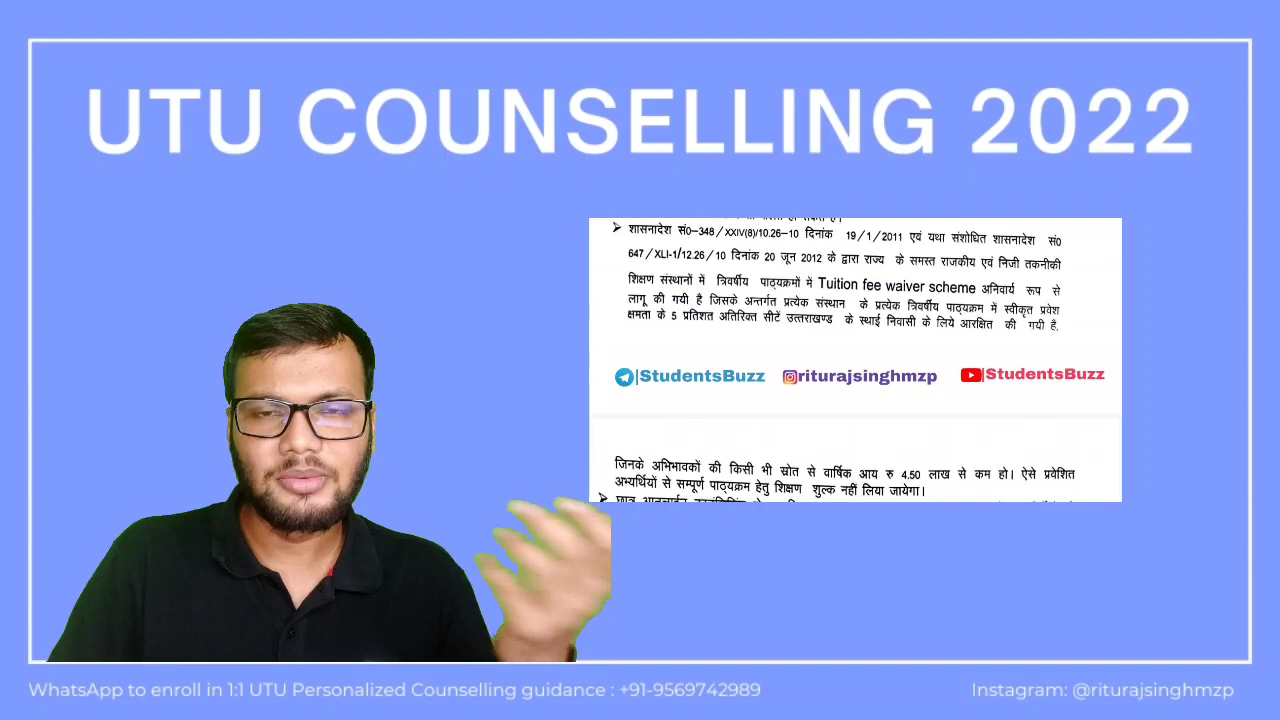 UTU COUNSELLING 2022
➢ शासनादेश सं0–348/XXIV(8)/10.26–10 दिनांक 19/1/2011 एवं यथा संशोधित शासनादेश सं0
647/XLI-1/12.26/10 दिनांक 20 जून 2012 के द्वारा राज्य के समस्त राजकीय एवं निजी तकनीकी
शिक्षण संस्थानों में त्रिवर्षीय पाठ्यक्रमों में Tuition fee waiver scheme अनिवार्य रूप से
लागू की गयी है जिसके अन्तर्गत प्रत्येक संस्थान के प्रत्येक त्रिवर्षीय पाठ्यक्रम में स्वीकृत प्रवेश
क्षमता के 5 प्रतिशत अतिरिक्त सीटें उत्तराखण्ड के स्थाई निवासी के लिये आरक्षित की गयी हैं,
|StudentsBuzz riturajsinghmzp |StudentsBuzz
जिनके अभिभावकों की किसी भी स्रोत से वार्षिक आय रु 4.50 लाख से कम हो। ऐसे प्रवेशित
अभ्यर्थियों से सम्पूर्ण पाठ्यक्रम हेतु शिक्षण शुल्क नहीं लिया जायेगा।
WhatsApp to enroll in 1:1 UTU Personalized Counselling guidance : +91-9569742989
Instagram: @riturajsinghmzp